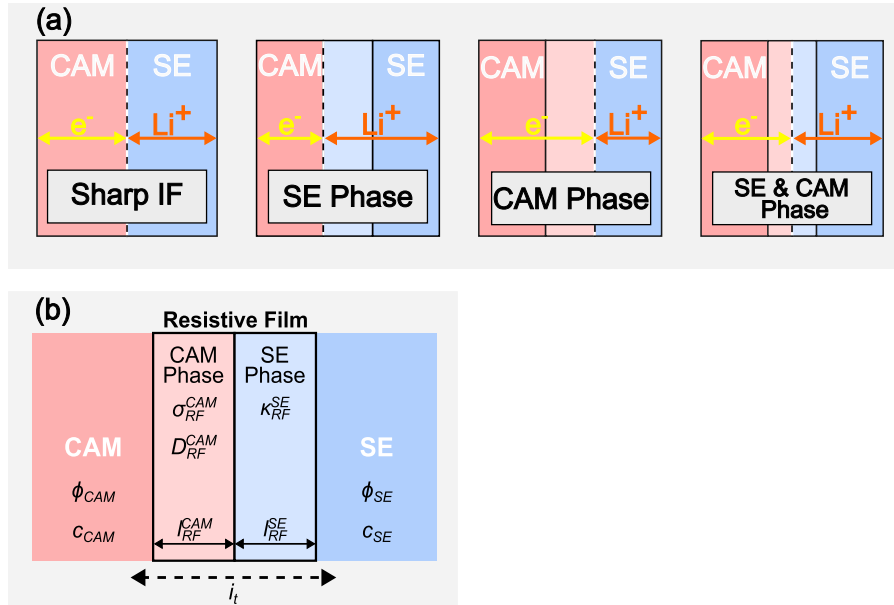 (a)
CAM SE
e⁻ Li⁺
Sharp IF
CAM SE
e⁻ Li⁺
SE Phase
CAM SE
e⁻ Li⁺
CAM Phase
CAM SE
e⁻ Li⁺
SE & CAM
Phase
(b)
Resistive Film
CAM SE
Phase Phase
σ_RF^CAM κ_RF^SE
D_RF^CAM
CAM SE
ϕ_CAM ϕ_SE
c_CAM l_RF^CAM l_RF^SE c_SE
i_t